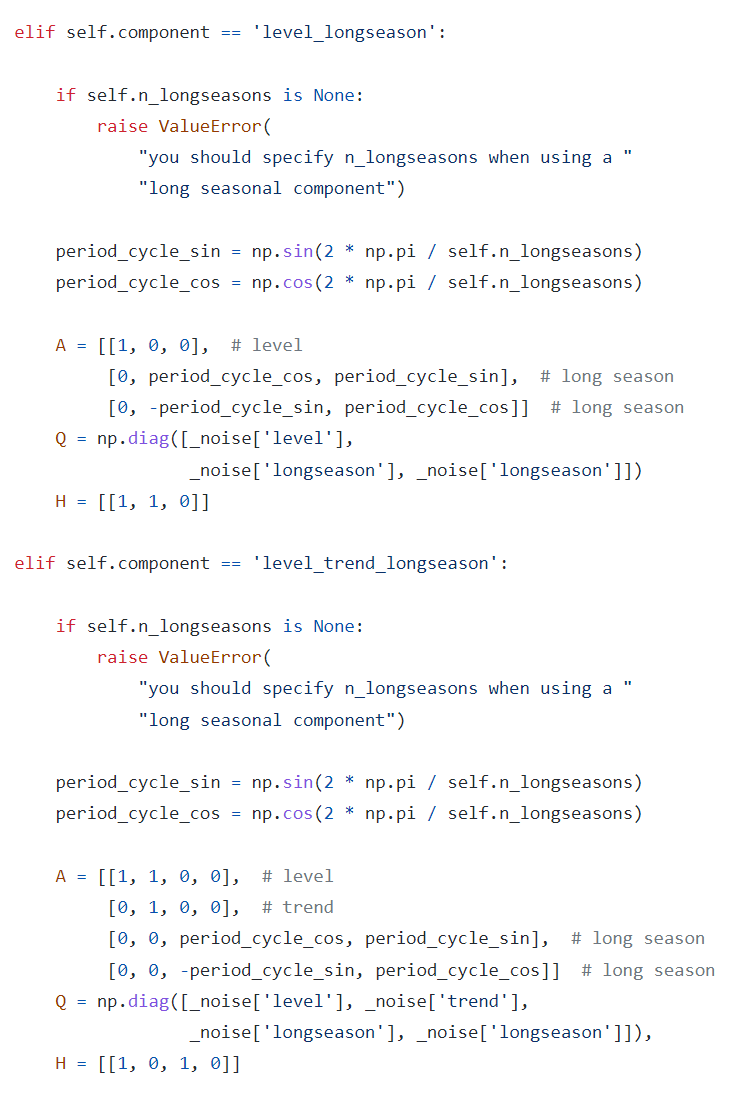 elif self.component == 'level_longseason':
if self.n_longseasons is None:
raise ValueError(
"you should specify n_longseasons when using a "
"long seasonal component")
period_cycle_sin = np.sin(2 * np.pi / self.n_longseasons)
period_cycle_cos = np.cos(2 * np.pi / self.n_longseasons)
A = [[1, 0, 0],  # level
[0, period_cycle_cos, period_cycle_sin],  # long season
[0, -period_cycle_sin, period_cycle_cos]]  # long season
Q = np.diag([_noise['level'],
_noise['longseason'], _noise['longseason']])
H = [[1, 1, 0]]
elif self.component == 'level_trend_longseason':
if self.n_longseasons is None:
raise ValueError(
"you should specify n_longseasons when using a "
"long seasonal component")
period_cycle_sin = np.sin(2 * np.pi / self.n_longseasons)
period_cycle_cos = np.cos(2 * np.pi / self.n_longseasons)
A = [[1, 1, 0, 0],  # level
[0, 1, 0, 0],  # trend
[0, 0, period_cycle_cos, period_cycle_sin],  # long season
[0, 0, -period_cycle_sin, period_cycle_cos]]  # long season
Q = np.diag([_noise['level'], _noise['trend'],
_noise['longseason'], _noise['longseason']]),
H = [[1, 0, 1, 0]]